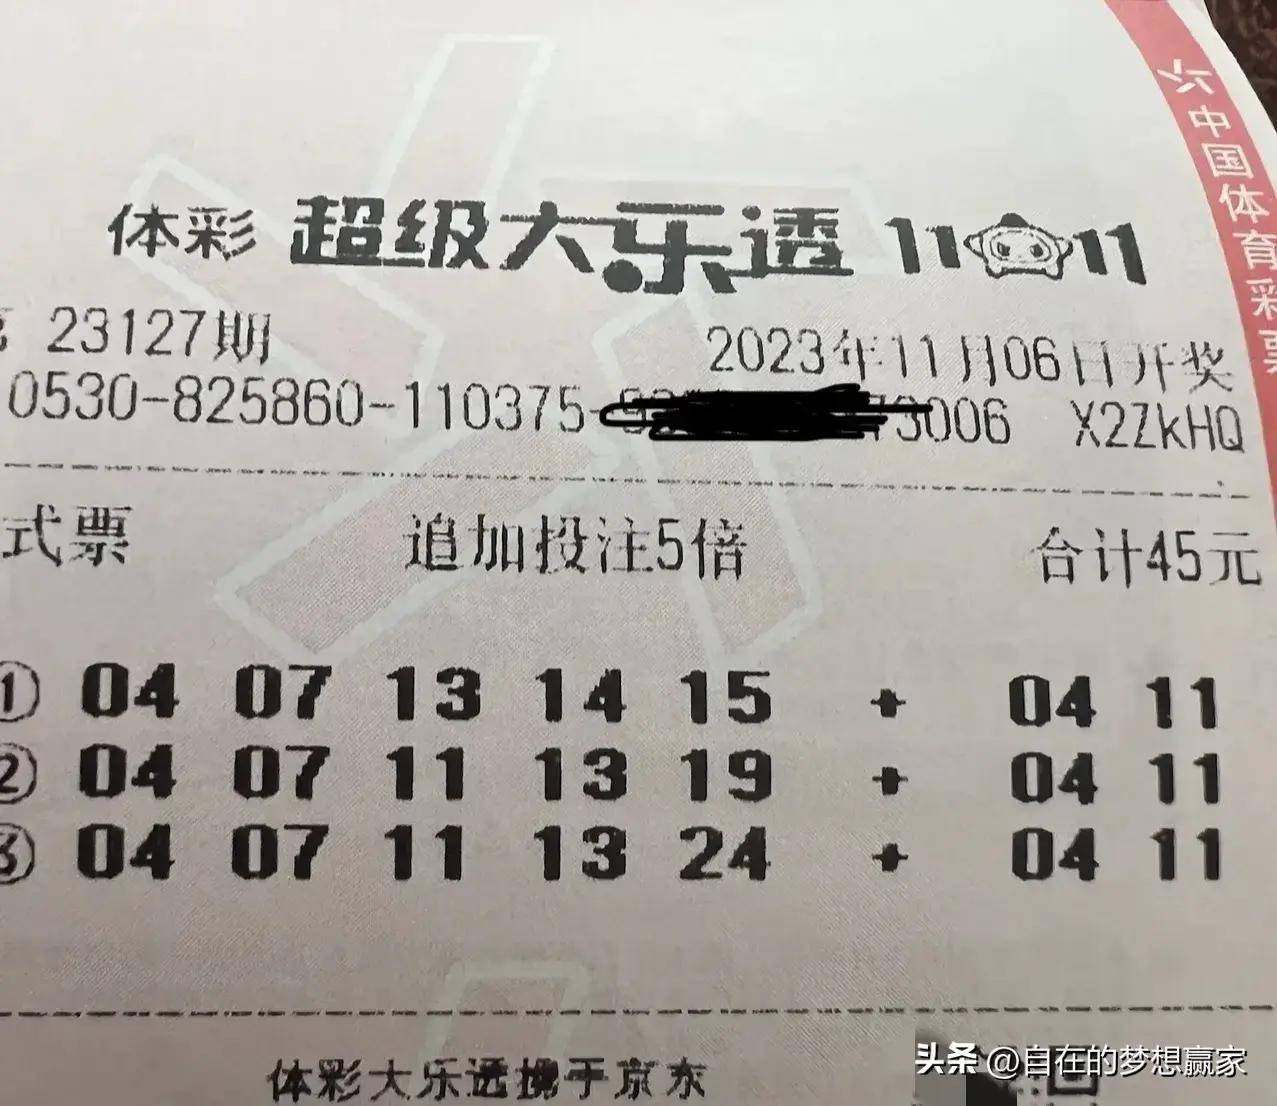 中国体育彩票
体彩 超级大乐透 11 11
23127期 2023年11月06日开奖
0530-825860-110375- 3006 X2ZkHQ
式票 追加投注5倍 合计45元
① 04 07 13 14 15 + 04 11
② 04 07 11 13 19 + 04 11
③ 04 07 11 13 24 + 04 11
体彩大乐透携手京东
头条 @自在的梦想赢家